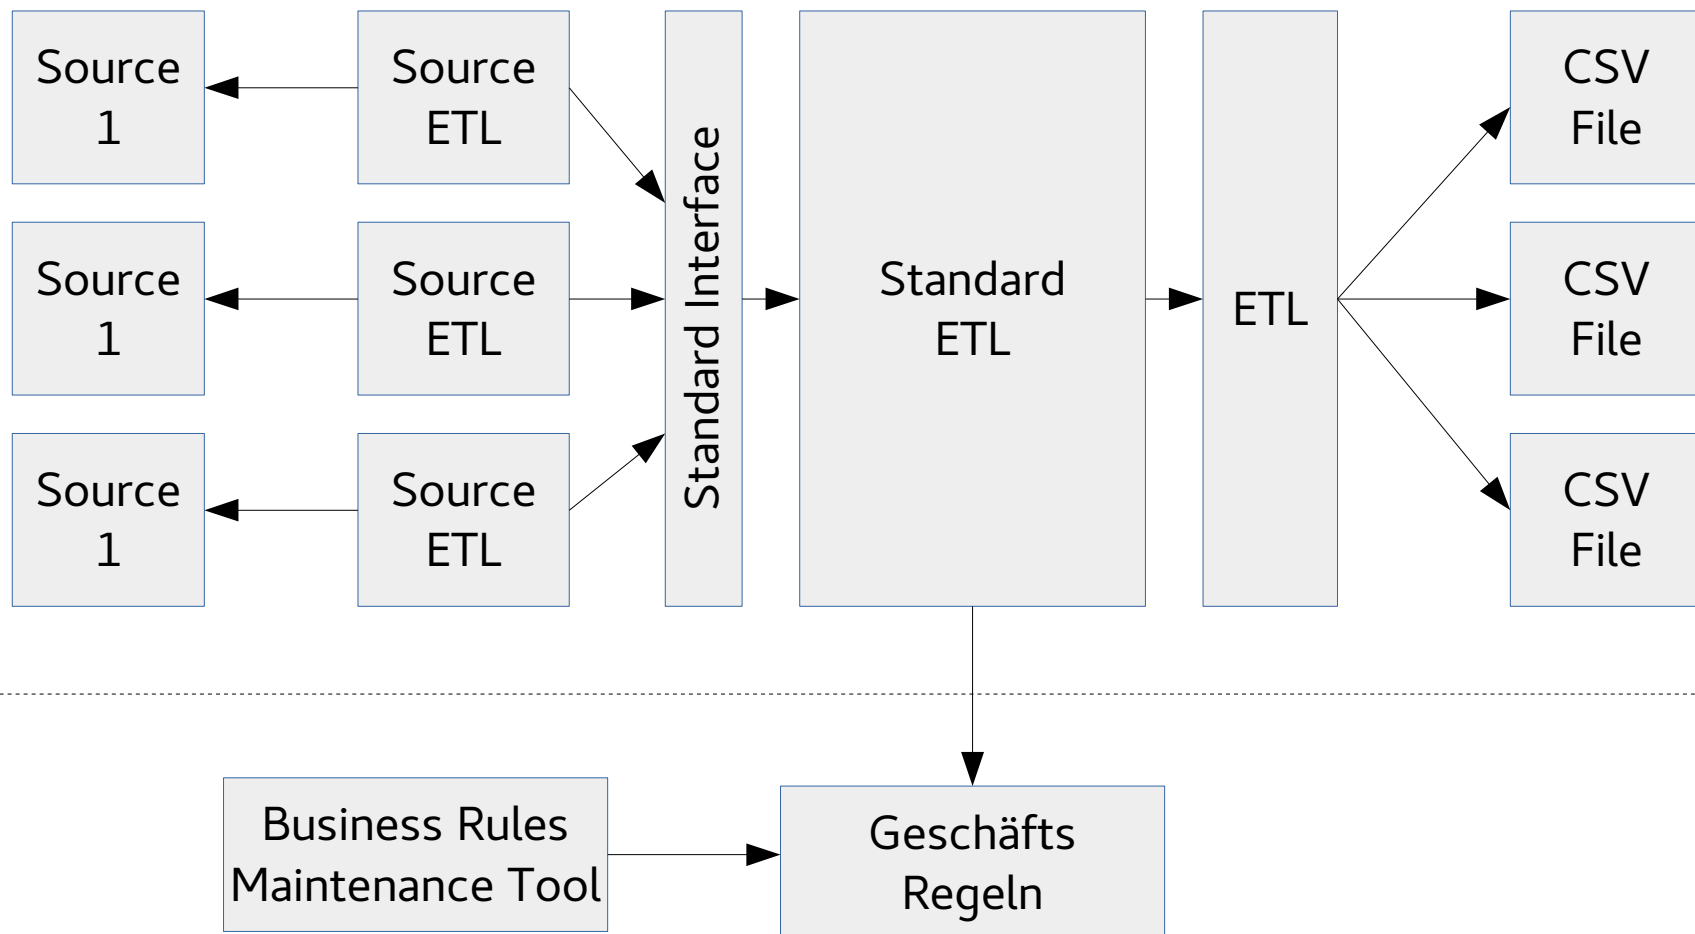 Source
1
Source
ETL
Standard Interface
Standard
ETL
ETL
CSV
File
Source
1
Source
ETL
CSV
File
Source
1
Source
ETL
CSV
File
Business Rules
Maintenance Tool
Geschäfts
Regeln